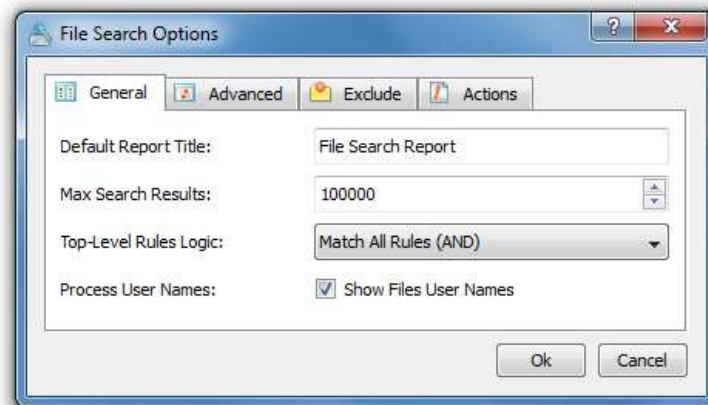 File Search Options
General Advanced Exclude Actions
Default Report Title: File Search Report
Max Search Results: 100000
Top-Level Rules Logic: Match All Rules (AND)
Process User Names: Show Files User Names
Ok Cancel